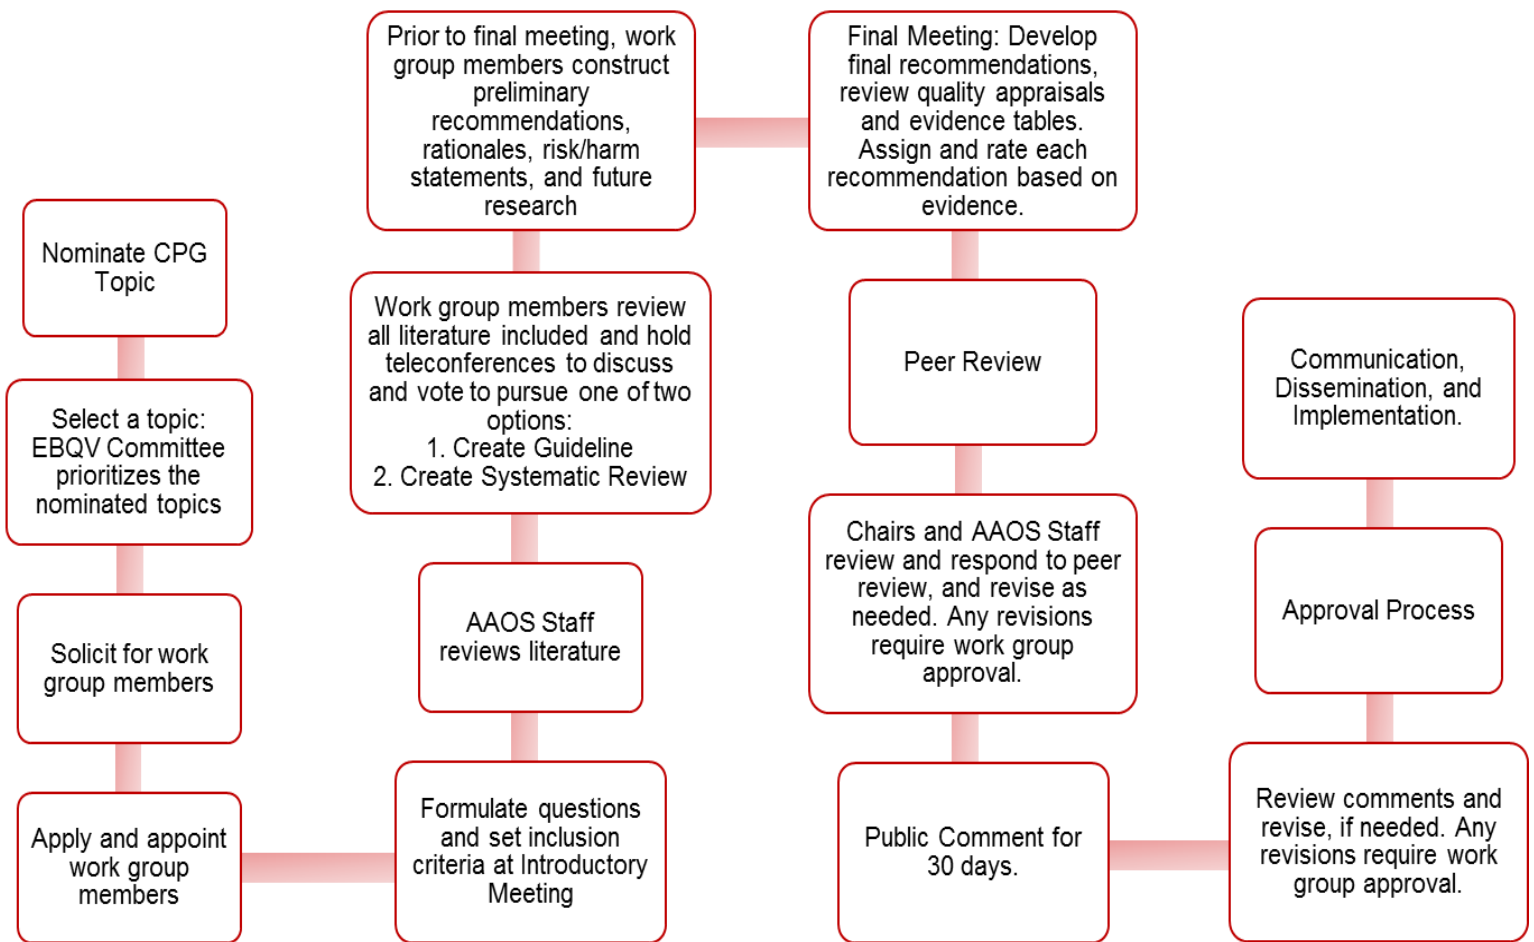 Nominate CPG
Topic
Select a topic:
EBQV Committee
prioritizes the
nominated topics
Solicit for work
group members
Apply and appoint
work group
members
Formulate questions
and set inclusion
criteria at Introductory
Meeting
AAOS Staff
reviews literature
Work group members review
all literature included and hold
teleconferences to discuss
and vote to pursue one of two
options:
1. Create Guideline
2. Create Systematic Review
Prior to final meeting, work
group members construct
preliminary
recommendations,
rationales, risk/harm
statements, and future
research
Final Meeting: Develop
final recommendations,
review quality appraisals
and evidence tables.
Assign and rate each
recommendation based on
evidence.
Peer Review
Chairs and AAOS Staff
review and respond to peer
review, and revise as
needed. Any revisions
require work group
approval.
Public Comment for
30 days.
Review comments and
revise, if needed. Any
revisions require work
group approval.
Approval Process
Communication,
Dissemination, and
Implementation.